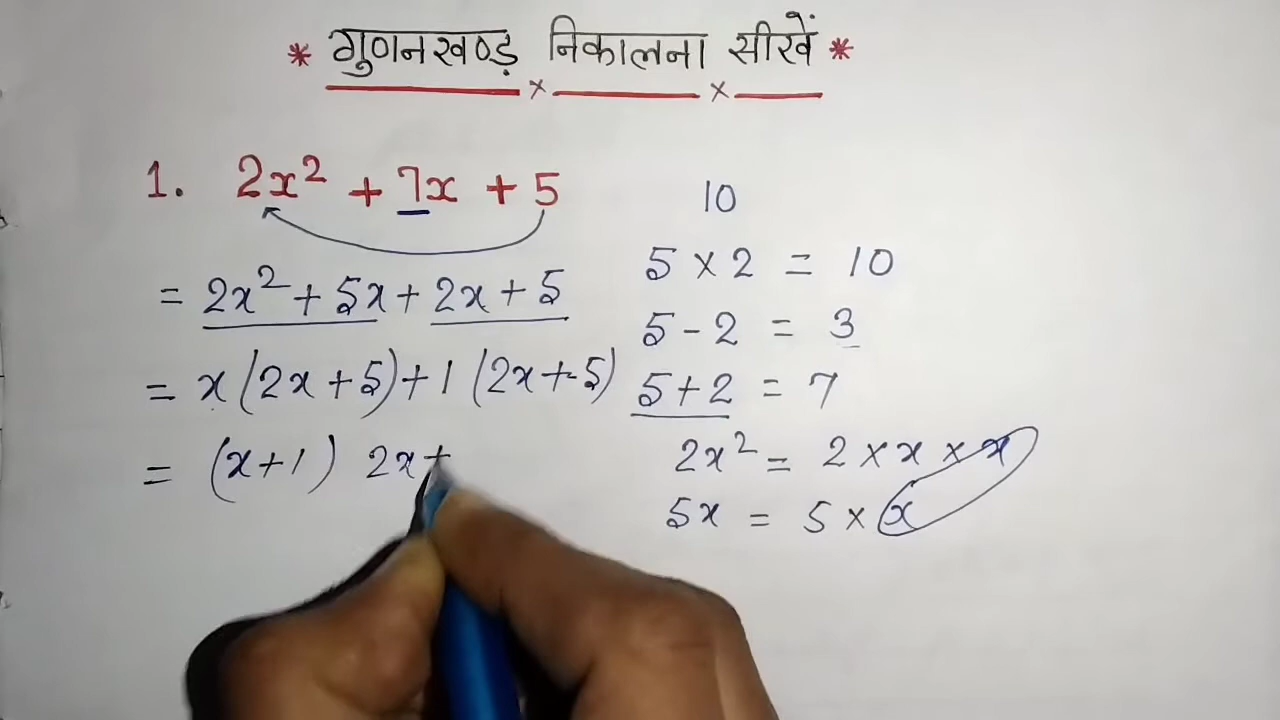 * गुणनखण्ड़ निकालना सीखें *
1. 2x² + 7x + 5
= 2x² + 5x + 2x + 5
= x(2x + 5) + 1 (2x + 5)
= (x + 1) 2x +
10
5 × 2 = 10
5 - 2 = 3
5 + 2 = 7
2x² = 2 × x × x
5x = 5 × x